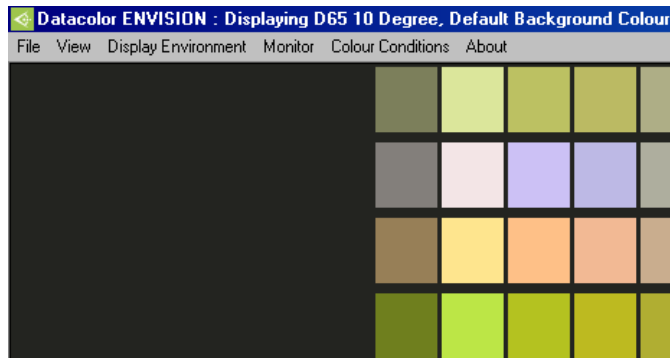 Datacolor ENVISION : Displaying D65 10 Degree, Default Background Colour
File View Display Environment Monitor Colour Conditions About